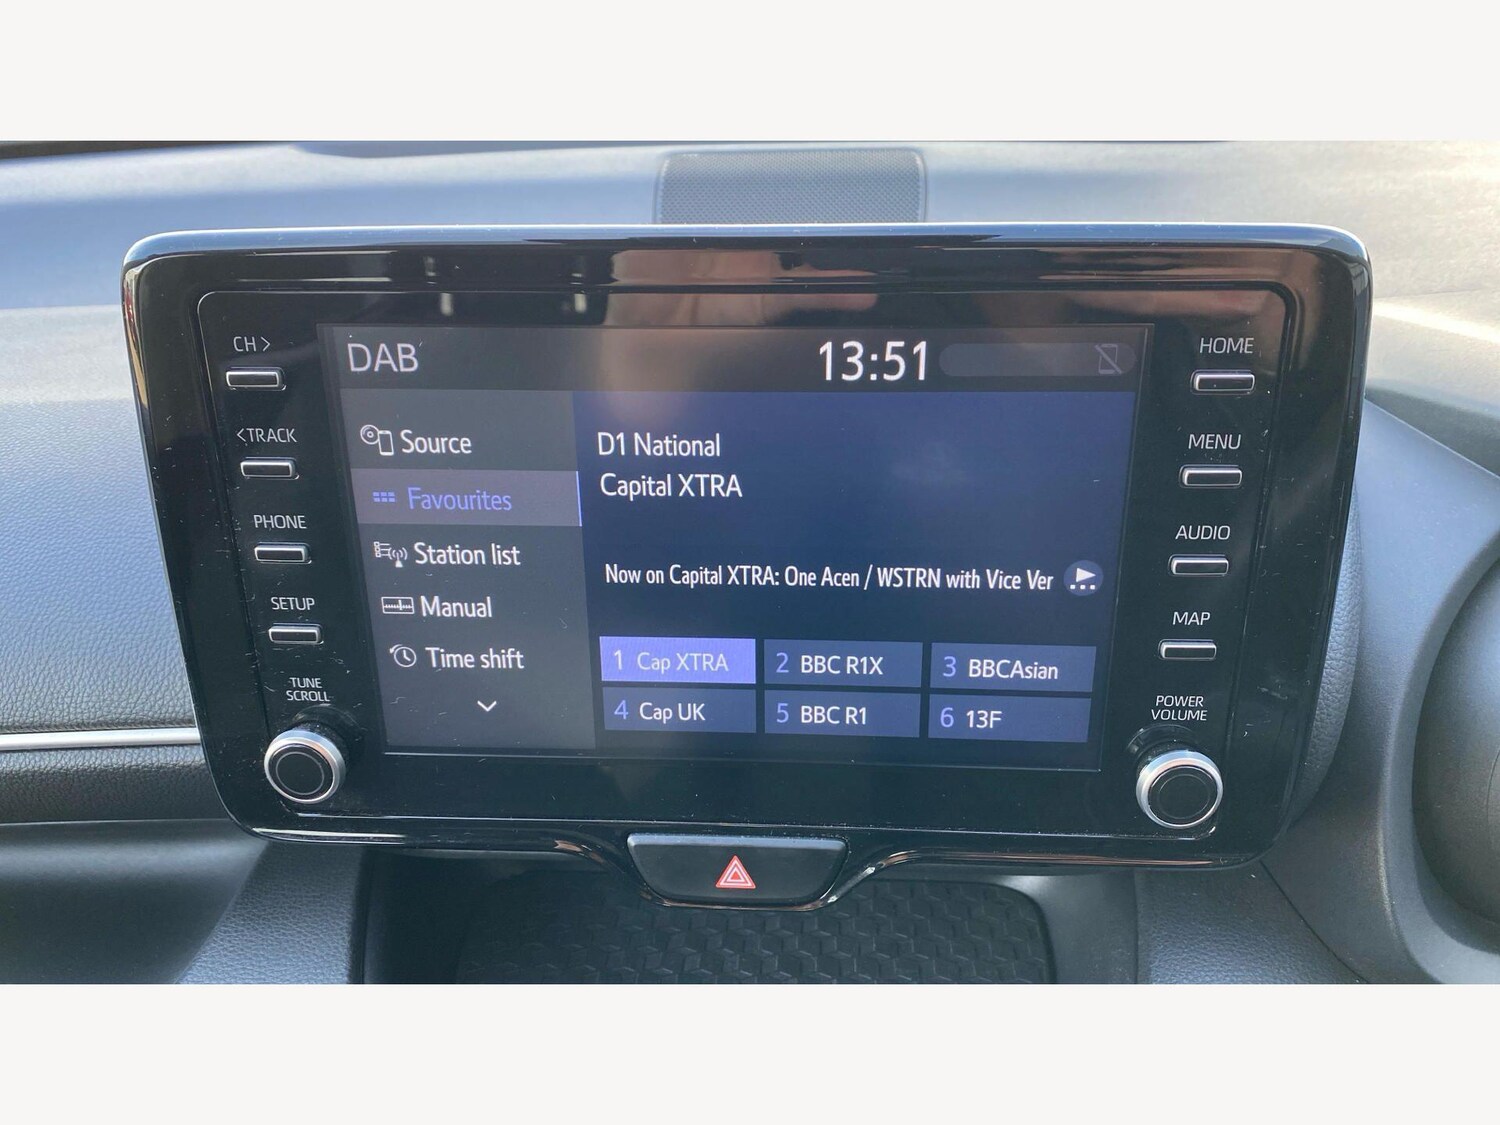 CH>
<TRACK
PHONE
SETUP
TUNE
SCROLL
DAB
13:51
Source
Favourites
Station list
Manual
Time shift
D1 National
Capital XTRA
Now on Capital XTRA: One Acen / WSTRN with Vice Ver
1 Cap XTRA
2 BBC R1X
3 BBCAsian
4 Cap UK
5 BBC R1
6 13F
HOME
MENU
AUDIO
MAP
POWER
VOLUME